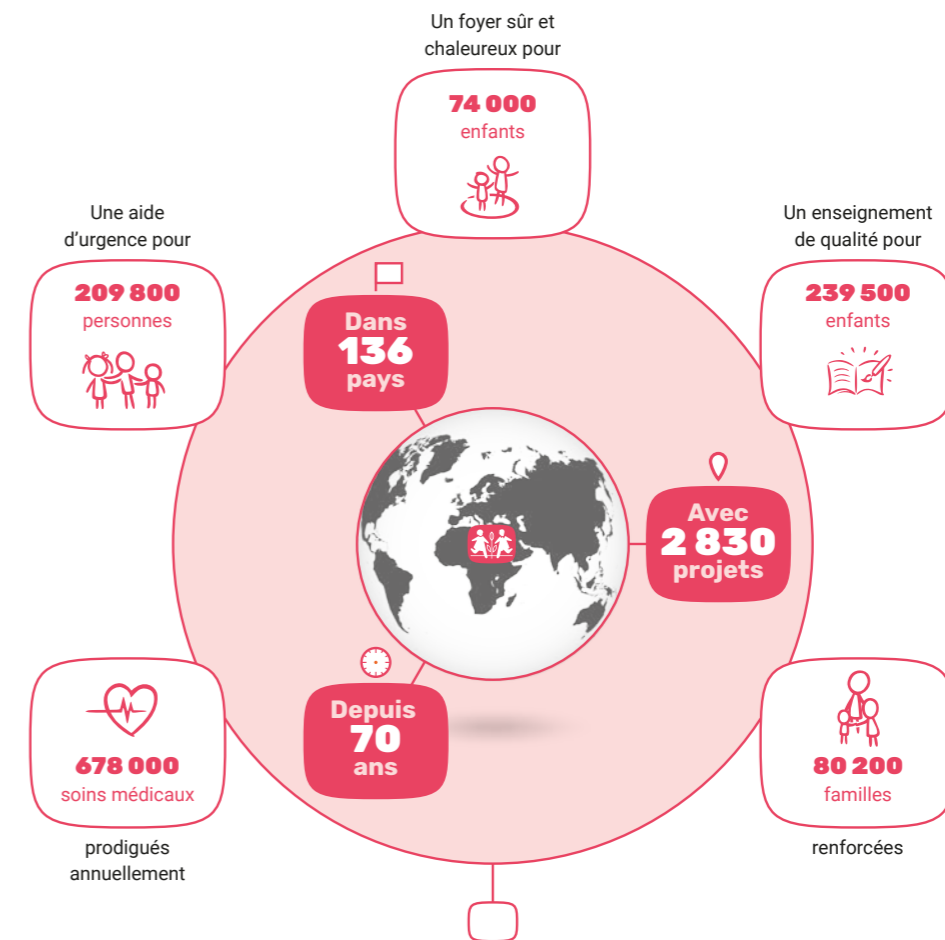 Un foyer sûr et
chaleureux pour
74 000
enfants
Une aide
d'urgence pour
209 800
personnes
Un enseignement
de qualité pour
239 500
enfants
Dans
136
pays
Avec
2 830
projets
Depuis
70
ans
678 000
soins médicaux
prodigués
annuellement
80 200
familles
renforcées